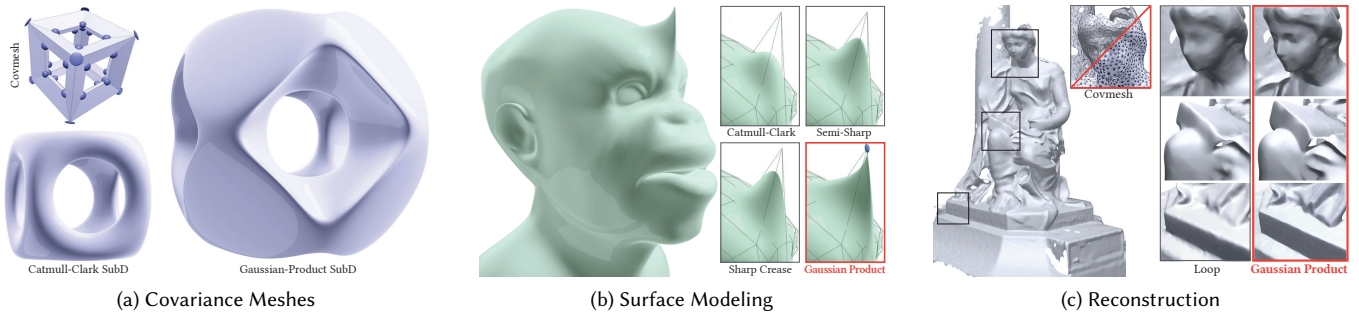 Covmesh
Catmull-Clark SubD
Gaussian-Product SubD
(a) Covariance Meshes
Catmull-Clark
Semi-Sharp
Sharp Crease
Gaussian Product
(b) Surface Modeling
Covmesh
Loop
Gaussian Product
(c) Reconstruction